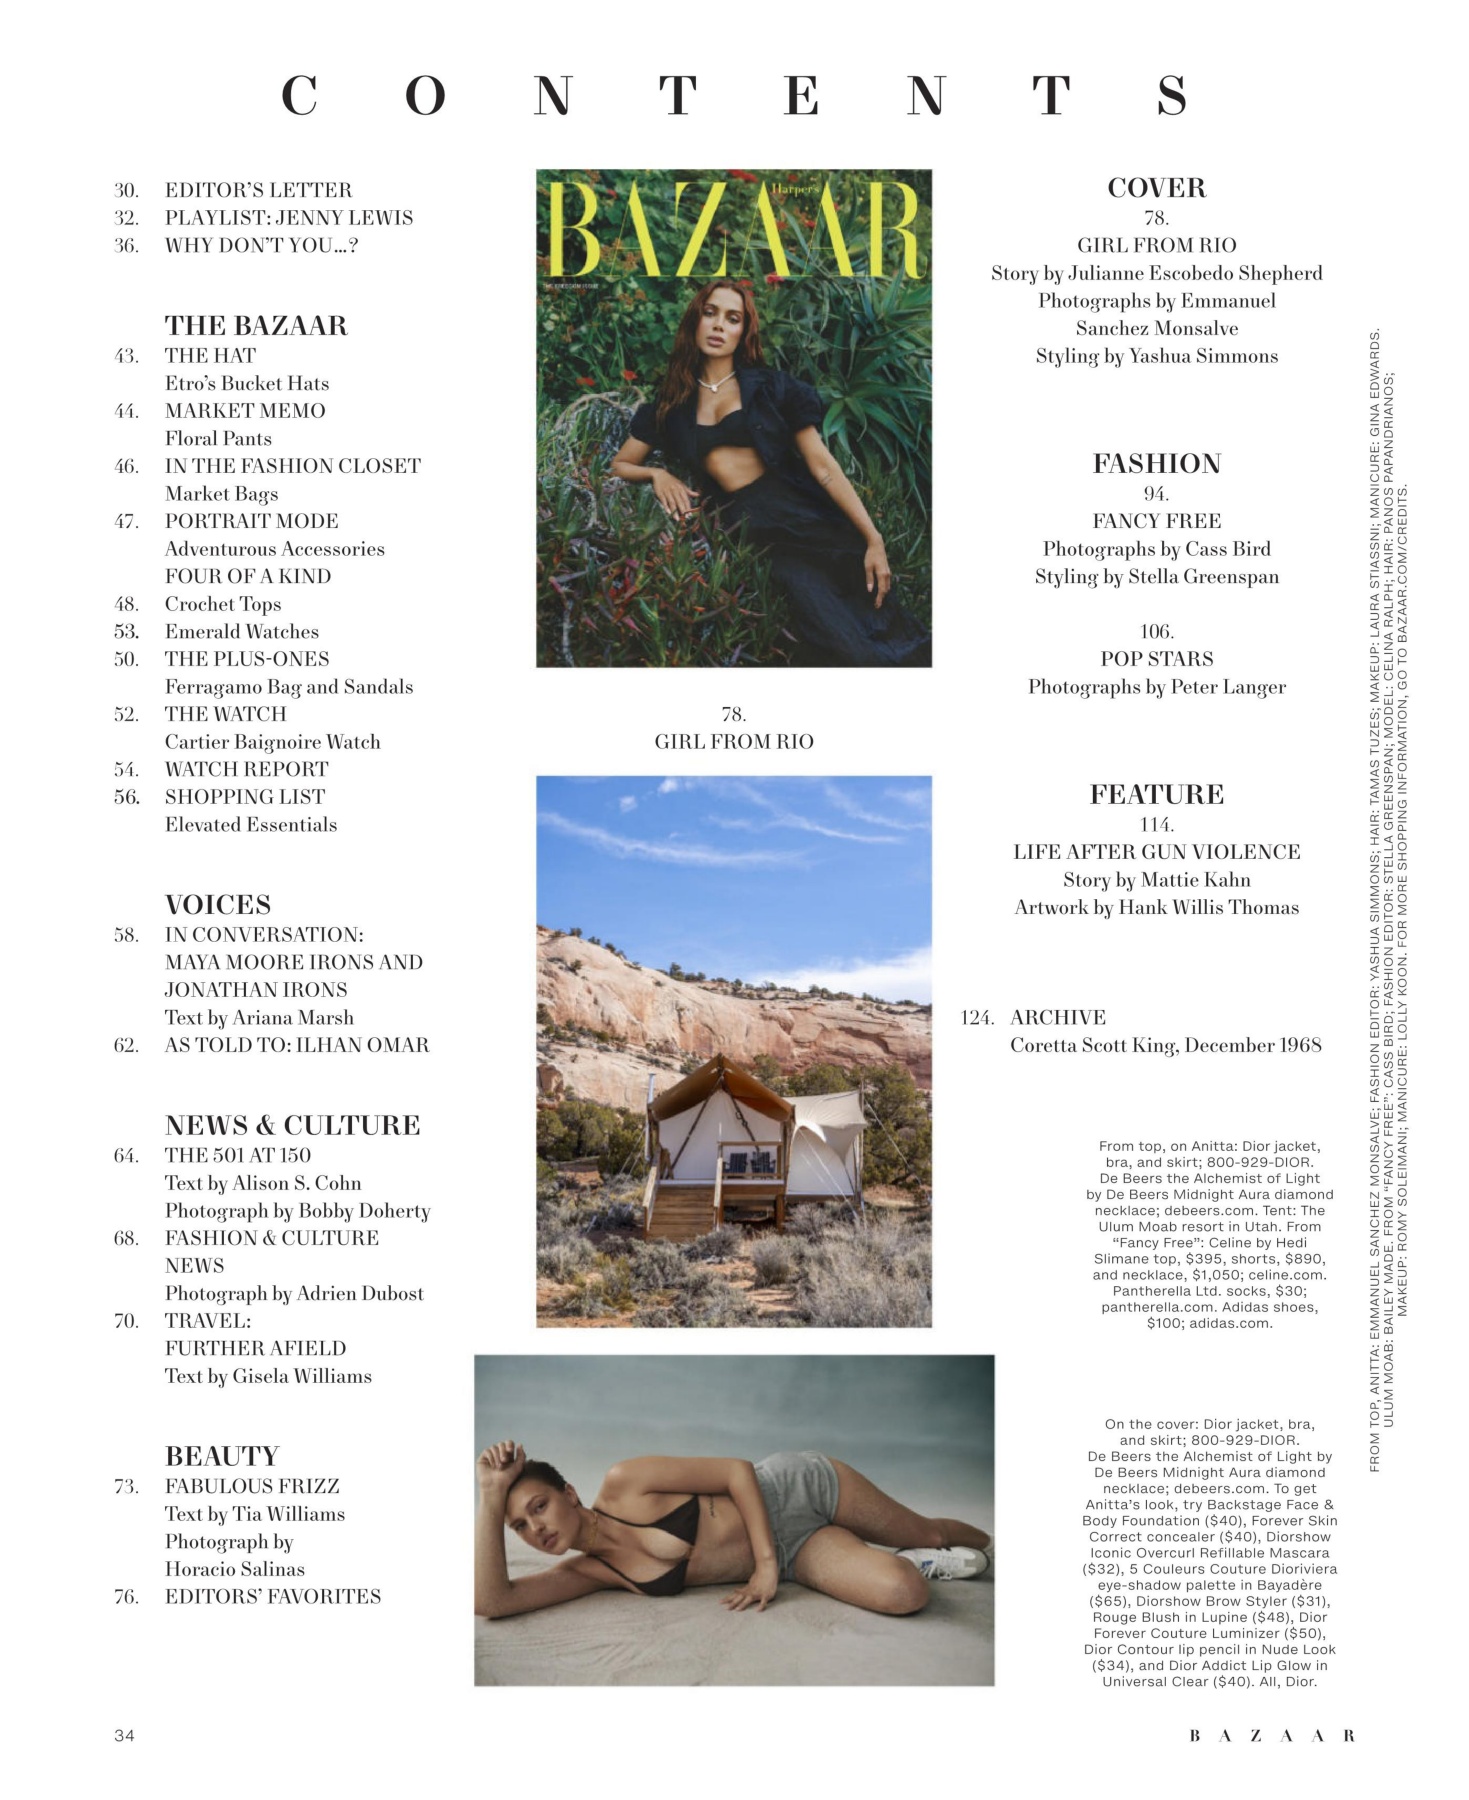 CONTENTS
30. EDITOR'S LETTER
32. PLAYLIST: JENNY LEWIS
36. WHY DON'T YOU...?
THE BAZAAR
43. THE HAT
Etro's Bucket Hats
44. MARKET MEMO
Floral Pants
46. IN THE FASHION CLOSET
Market Bags
47. PORTRAIT MODE
Adventurous Accessories
FOUR OF A KIND
48. Crochet Tops
53. Emerald Watches
50. THE PLUS-ONES
Ferragamo Bag and Sandals
52. THE WATCH
Cartier Baignoire Watch
54. WATCH REPORT
56. SHOPPING LIST
Elevated Essentials
VOICES
58. IN CONVERSATION:
MAYA MOORE IRONS AND
JONATHAN IRONS
Text by Ariana Marsh
62. AS TOLD TO: ILHAN OMAR
NEWS & CULTURE
64. THE 501 AT 150
Text by Alison S. Cohn
Photograph by Bobby Doherty
68. FASHION & CULTURE
NEWS
Photograph by Adrien Dubost
70. TRAVEL:
FURTHER AFIELD
Text by Gisela Williams
BEAUTY
73. FABULOUS FRIZZ
Text by Tia Williams
Photograph by
Horacio Salinas
76. EDITORS' FAVORITES
Harper's
BAZAAR
78.
GIRL FROM RIO
COVER
78.
GIRL FROM RIO
Story by Julianne Escobedo Shepherd
Photographs by Emmanuel
Sanchez Monsalve
Styling by Yashua Simmons
FASHION
94.
FANCY FREE
Photographs by Cass Bird
Styling by Stella Greenspan
106.
POP STARS
Photographs by Peter Langer
FEATURE
114.
LIFE AFTER GUN VIOLENCE
Story by Mattie Kahn
Artwork by Hank Willis Thomas
124. ARCHIVE
Coretta Scott King, December 1968
From top, on Anitta: Dior jacket,
bra, and skirt; 800-929-DIOR.
De Beers the Alchemist of Light
by De Beers Midnight Aura diamond
necklace; debeers.com. Tent: The
Ulum Moab resort in Utah. From
“Fancy Free”: Celine by Hedi
Slimane top, $395, shorts, $890,
and necklace, $1,050; celine.com.
Pantherella Ltd. socks, $30;
pantherella.com. Adidas shoes,
$100; adidas.com.
On the cover: Dior jacket, bra,
and skirt; 800-929-DIOR.
De Beers the Alchemist of Light by
De Beers Midnight Aura diamond
necklace; debeers.com. To get
Anitta's look, try Backstage Face &
Body Foundation ($40), Forever Skin
Correct concealer ($40), Diorshow
Iconic Overcurl Refillable Mascara
($32), 5 Couleurs Couture Dioriviera
eye-shadow palette in Bayadère
($65), Diorshow Brow Styler ($31),
Rouge Blush in Lupine ($48), Dior
Forever Couture Luminizer ($50),
Dior Contour lip pencil in Nude Look
($34), and Dior Addict Lip Glow in
Universal Clear ($40). All, Dior.
FROM TOP, ANITTA: EMMANUEL SANCHEZ MONSALVE; FASHION EDITOR: YASHUA SIMMONS; HAIR: TAMAS TUZES; MAKEUP: LAURA STIASSNI; MANICURE: GINA EDWARDS.
ULUM MOAB: BAILEY MADE. FROM “FANCY FREE”: CASS BIRD; FASHION EDITOR: STELLA GREENSPAN; MODEL: CELINA RALPH; HAIR: PANOS PAPANDRIANOS;
MAKEUP: ROMY SOLEIMANI; MANICURE: LOLLY KOON. FOR MORE SHOPPING INFORMATION, GO TO BAZAAR.COM/CREDITS.
34
BAZAAR